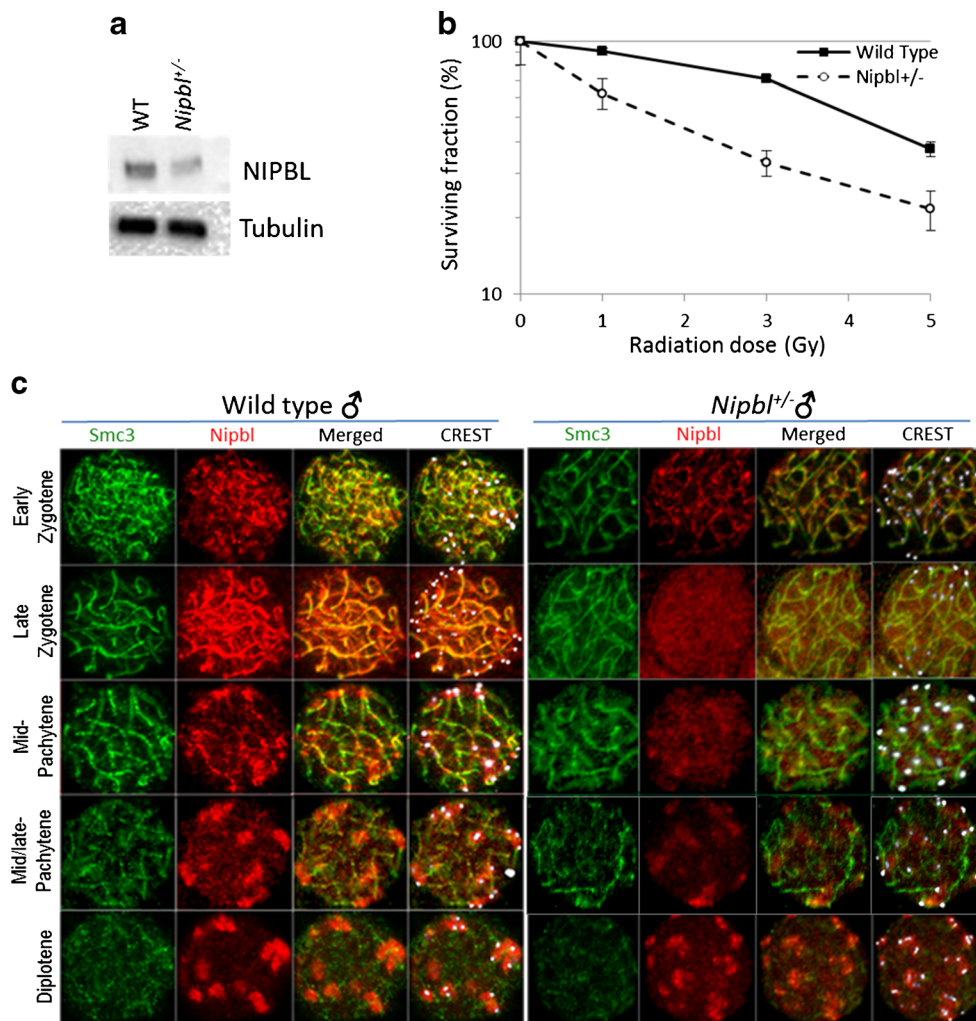 a
WT
Nipbl+/-
NIPBL
Tubulin
b
Surviving fraction (%)
100
10
Wild Type
Nipbl+/-
0 1 2 3 4 5
Radiation dose (Gy)
c
Wild type ♂
Nipbl+/- ♂
Smc3 Nipbl Merged CREST
Smc3 Nipbl Merged CREST
Early
Zygotene
Late
Zygotene
Mid-
Pachytene
Mid/late-
Pachytene
Diplotene